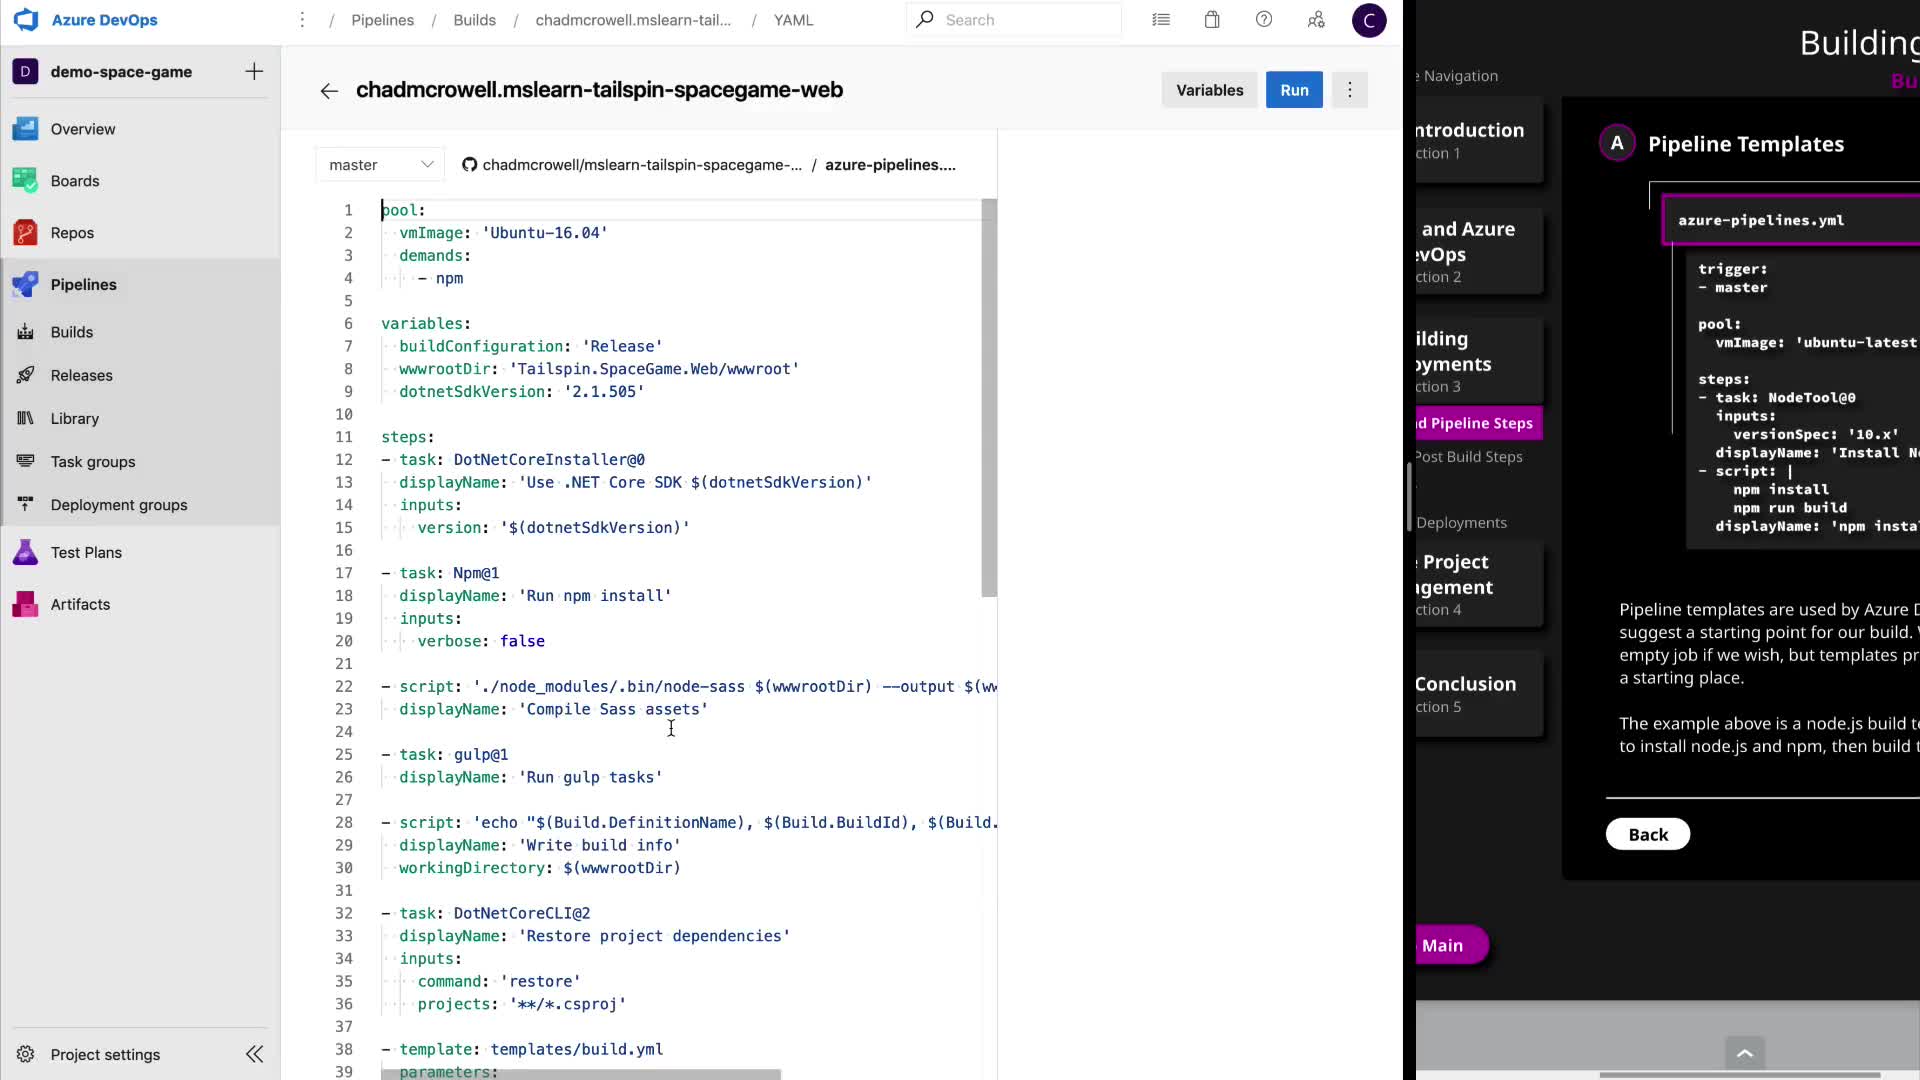 Azure DevOps
/ Pipelines / Builds / chadmcrowell.mslearn-tail... / YAML
Search
C
D demo-space-game
Overview
Boards
Repos
Pipelines
Builds
Releases
Library
Task groups
Deployment groups
Test Plans
Artifacts
Project settings
chadmcrowell.mslearn-tailspin-spacegame-web
Variables
Run
master
chadmcrowell/mslearn-tailspin-spacegame-... / azure-pipelines....
1 pool:
2 vmImage: 'Ubuntu-16.04'
3 demands:
4 - npm
5
6 variables:
7 buildConfiguration: 'Release'
8 wwwrootDir: 'Tailspin.SpaceGame.Web/wwwroot'
9 dotnetSdkVersion: '2.1.505'
10
11 steps:
12 - task: DotNetCoreInstaller@0
13 displayName: 'Use .NET Core SDK $(dotnetSdkVersion)'
14 inputs:
15 version: '$(dotnetSdkVersion)'
16
17 - task: Npm@1
18 displayName: 'Run npm install'
19 inputs:
20 verbose: false
21
22 - script: './node_modules/.bin/node-sass $(wwwrootDir) --output $(ww
23 displayName: 'Compile Sass assets'
24
25 - task: gulp@1
26 displayName: 'Run gulp tasks'
27
28 - script: 'echo "$(Build.DefinitionName), $(Build.BuildId), $(Build.
29 displayName: 'Write build info'
30 workingDirectory: $(wwwrootDir)
31
32 - task: DotNetCoreCLI@2
33 displayName: 'Restore project dependencies'
34 inputs:
35 command: 'restore'
36 projects: '**/*.csproj'
37
38 - template: templates/build.yml
39 parameters:
Building
Bu
e Navigation
ntroduction
ction 1
and Azure
evOps
ction 2
ilding
oyments
ction 3
d Pipeline Steps
Post Build Steps
Deployments
Project
agement
ction 4
Conclusion
ction 5
Main
A Pipeline Templates
azure-pipelines.yml
trigger:
- master
pool:
vmImage: 'ubuntu-latest
steps:
- task: NodeTool@0
inputs:
versionSpec: '10.x'
displayName: 'Install No
- script: |
npm install
npm run build
displayName: 'npm insta
Pipeline templates are used by Azure D
suggest a starting point for our build. W
empty job if we wish, but templates pr
a starting place.
The example above is a node.js build te
to install node.js and npm, then build t
Back